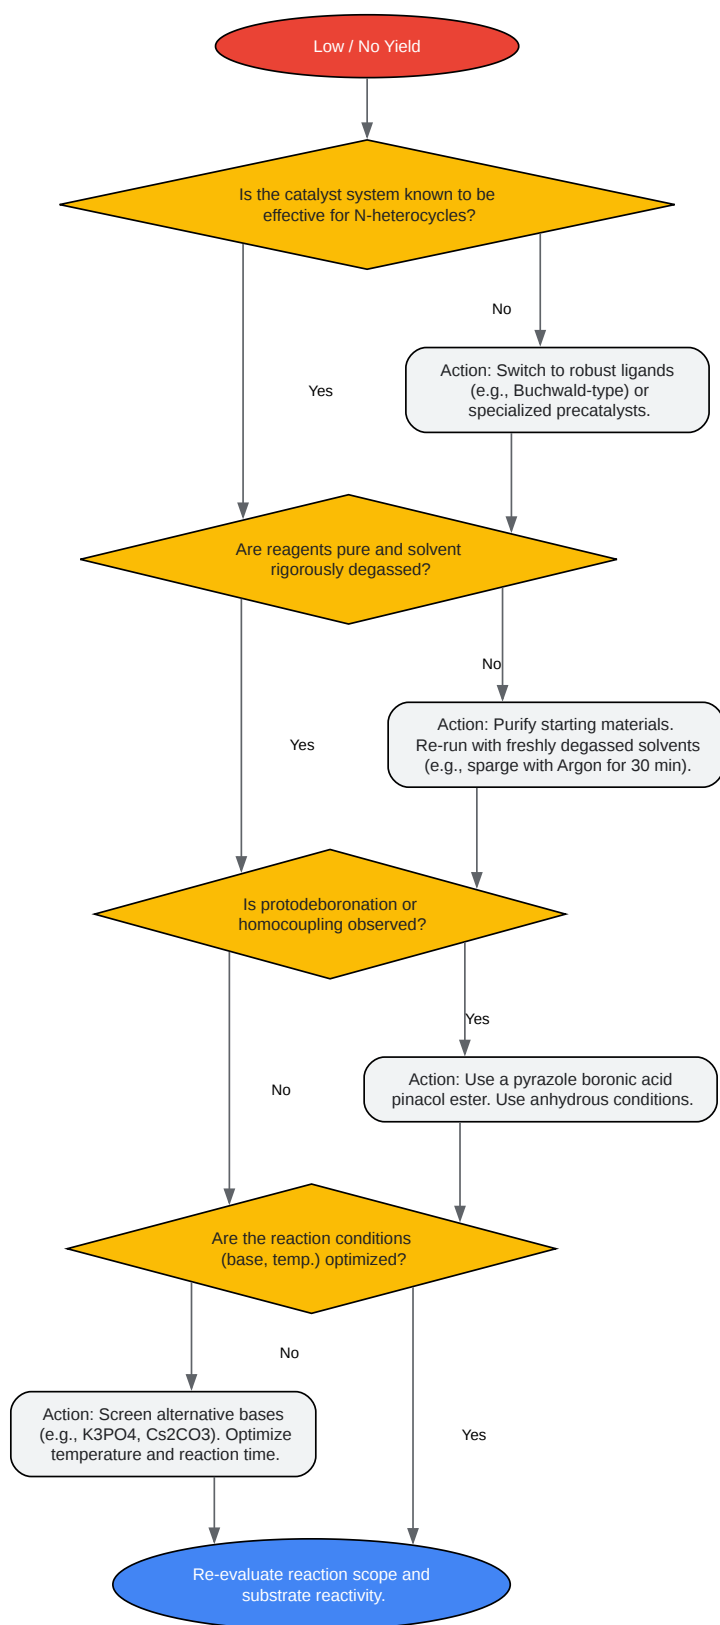 Low / No Yield
Is the catalyst system known to be
effective for N-heterocycles?
No
Action: Switch to robust ligands
(e.g., Buchwald-type) or
specialized precatalysts.
Yes
Are reagents pure and solvent
rigorously degassed?
No
Action: Purify starting materials.
Re-run with freshly degassed solvents
(e.g., sparge with Argon for 30 min).
Yes
Is protodeboronation or
homocoupling observed?
Yes
Action: Use a pyrazole boronic acid
pinacol ester. Use anhydrous conditions.
No
Are the reaction conditions
(base, temp.) optimized?
No
Action: Screen alternative bases
(e.g., K3PO4, Cs2CO3). Optimize
temperature and reaction time.
Yes
Re-evaluate reaction scope and
substrate reactivity.